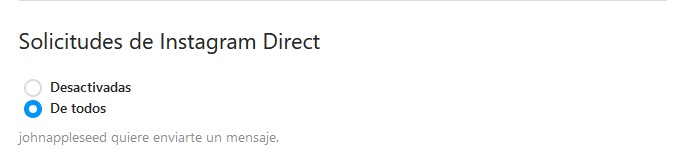 Solicitudes de Instagram Direct
Desactivadas
De todos
johnappleseed quiere enviarte un mensaje.